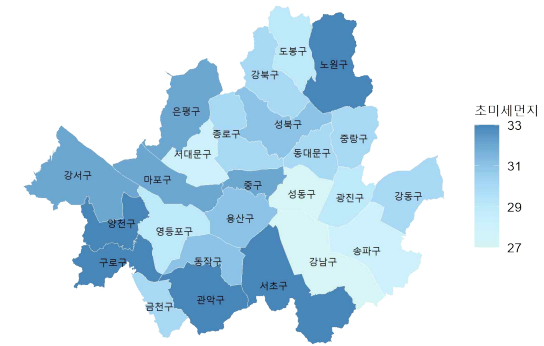 도봉구
노원구
강북구
은평구
성북구
종로구
중랑구
서대문구
동대문구
강서구
마포구
중구
성동구
광진구
강동구
양천구
영등포구
용산구
송파구
구로구
동작구
강남구
서초구
관악구
금천구
초미세먼지
33
31
29
27